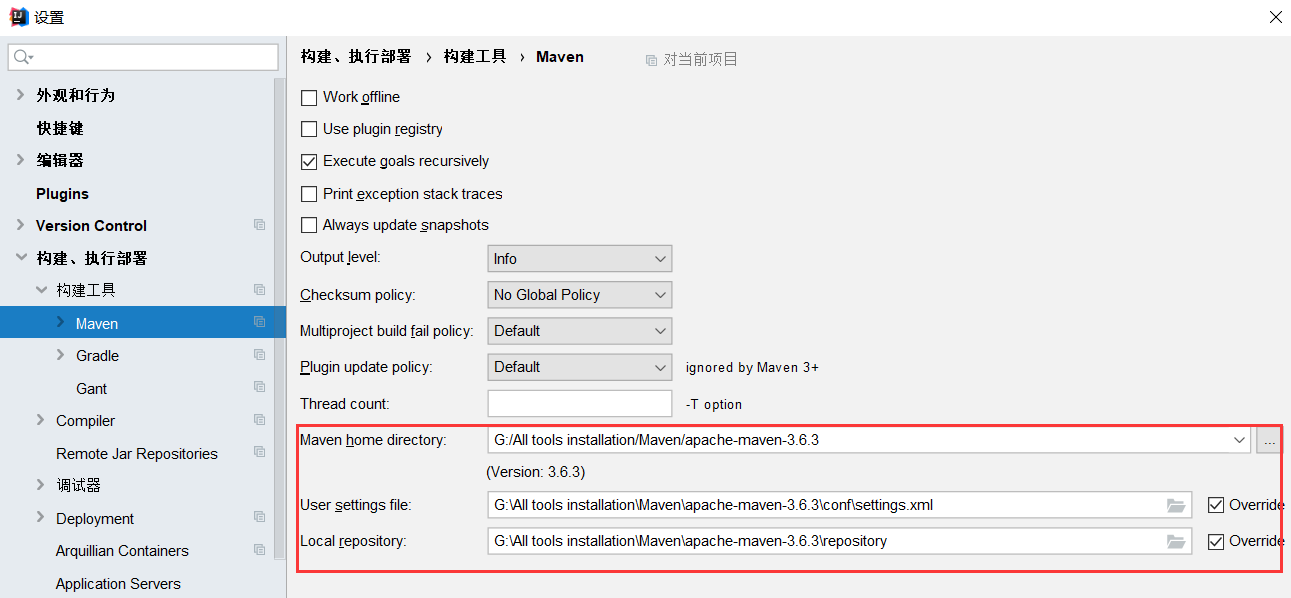 设置
构建、执行部署 › 构建工具 › Maven 对当前项目
外观和行为
快捷键
编辑器
Plugins
Version Control
构建、执行部署
构建工具
Maven
Gradle
Gant
Compiler
Remote Jar Repositories
调试器
Deployment
Arquillian Containers
Application Servers
Work offline
Use plugin registry
Execute goals recursively
Print exception stack traces
Always update snapshots
Output level: Info
Checksum policy: No Global Policy
Multiproject build fail policy: Default
Plugin update policy: Default ignored by Maven 3+
Thread count: -T option
Maven home directory: G:/All tools installation/Maven/apache-maven-3.6.3 ...
(Version: 3.6.3)
User settings file: G:\All tools installation\Maven\apache-maven-3.6.3\conf\settings.xml Override
Local repository: G:\All tools installation\Maven\apache-maven-3.6.3\repository Override